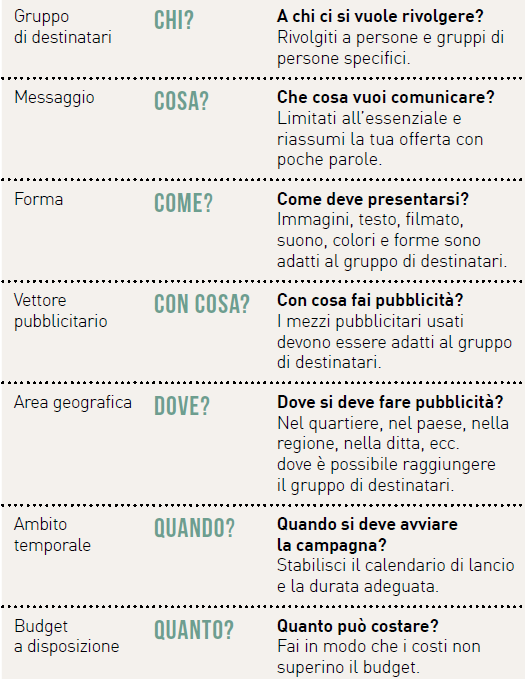 Gruppo
di destinatari
CHI?
A chi ci si vuole rivolgere?
Rivolgiti a persone e gruppi di
persone specifici.
Messaggio
COSA?
Che cosa vuoi comunicare?
Limitati all'essenziale e
riassumi la tua offerta con
poche parole.
Forma
COME?
Come deve presentarsi?
Immagini, testo, filmato,
suono, colori e forme sono
adatti al gruppo di destinatari.
Vettore
pubblicitario
CON COSA?
Con cosa fai pubblicità?
I mezzi pubblicitari usati
devono essere adatti al gruppo
di destinatari.
Area geografica
DOVE?
Dove si deve fare pubblicità?
Nel quartiere, nel paese, nella
regione, nella ditta, ecc.
dove è possibile raggiungere
il gruppo di destinatari.
Ambito
temporale
QUANDO?
Quando si deve avviare
la campagna?
Stabilisci il calendario di lancio
e la durata adeguata.
Budget
a disposizione
QUANTO?
Quanto può costare?
Fai in modo che i costi non
superino il budget.